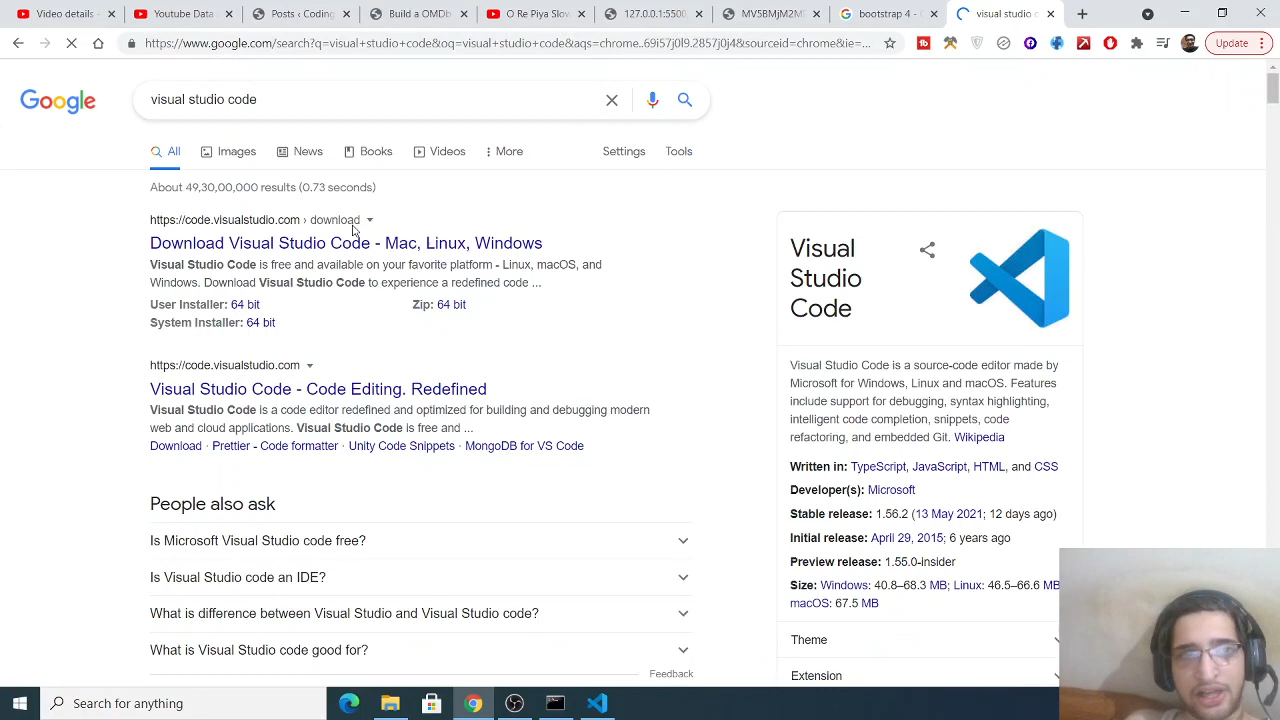 Video details -
Youtube Data
Posts ‹ Coding
Build a OMDb
O Re Piya Slov
127.0.0.1:5500
MV5BMjM2MD
bootstrap 4 - G
visual studio c
https://www.google.com/search?q=visual+studio+code&oq=visual+studio+code&aqs=chrome..69i57j0l9.2857j0j4&sourceid=chrome&ie=...
Update
Google
visual studio code
All
Images
News
Books
Videos
More
Settings
Tools
About 49,30,00,000 results (0.73 seconds)
https://code.visualstudio.com › download
Download Visual Studio Code - Mac, Linux, Windows
Visual Studio Code is free and available on your favorite platform - Linux, macOS, and
Windows. Download Visual Studio Code to experience a redefined code ...
User Installer: 64 bit
Zip: 64 bit
System Installer: 64 bit
https://code.visualstudio.com
Visual Studio Code - Code Editing. Redefined
Visual Studio Code is a code editor redefined and optimized for building and debugging modern
web and cloud applications. Visual Studio Code is free and ...
Download · Prettier - Code formatter · Unity Code Snippets · MongoDB for VS Code
People also ask
Is Microsoft Visual Studio code free?
Is Visual Studio code an IDE?
What is difference between Visual Studio and Visual Studio code?
What is Visual Studio code good for?
Feedback
Visual
Studio
Code
Visual Studio Code is a source-code editor made by
Microsoft for Windows, Linux and macOS. Features
include support for debugging, syntax highlighting,
intelligent code completion, snippets, code
refactoring, and embedded Git. Wikipedia
Written in: TypeScript, JavaScript, HTML, and CSS
Developer(s): Microsoft
Stable release: 1.56.2 (13 May 2021; 12 days ago)
Initial release: April 29, 2015; 6 years ago
Preview release: 1.55.0-insider
Size: Windows: 40.8–68.3 MB; Linux: 46.5–66.6 MB
macOS: 67.5 MB
Theme
Extension
Search for anything